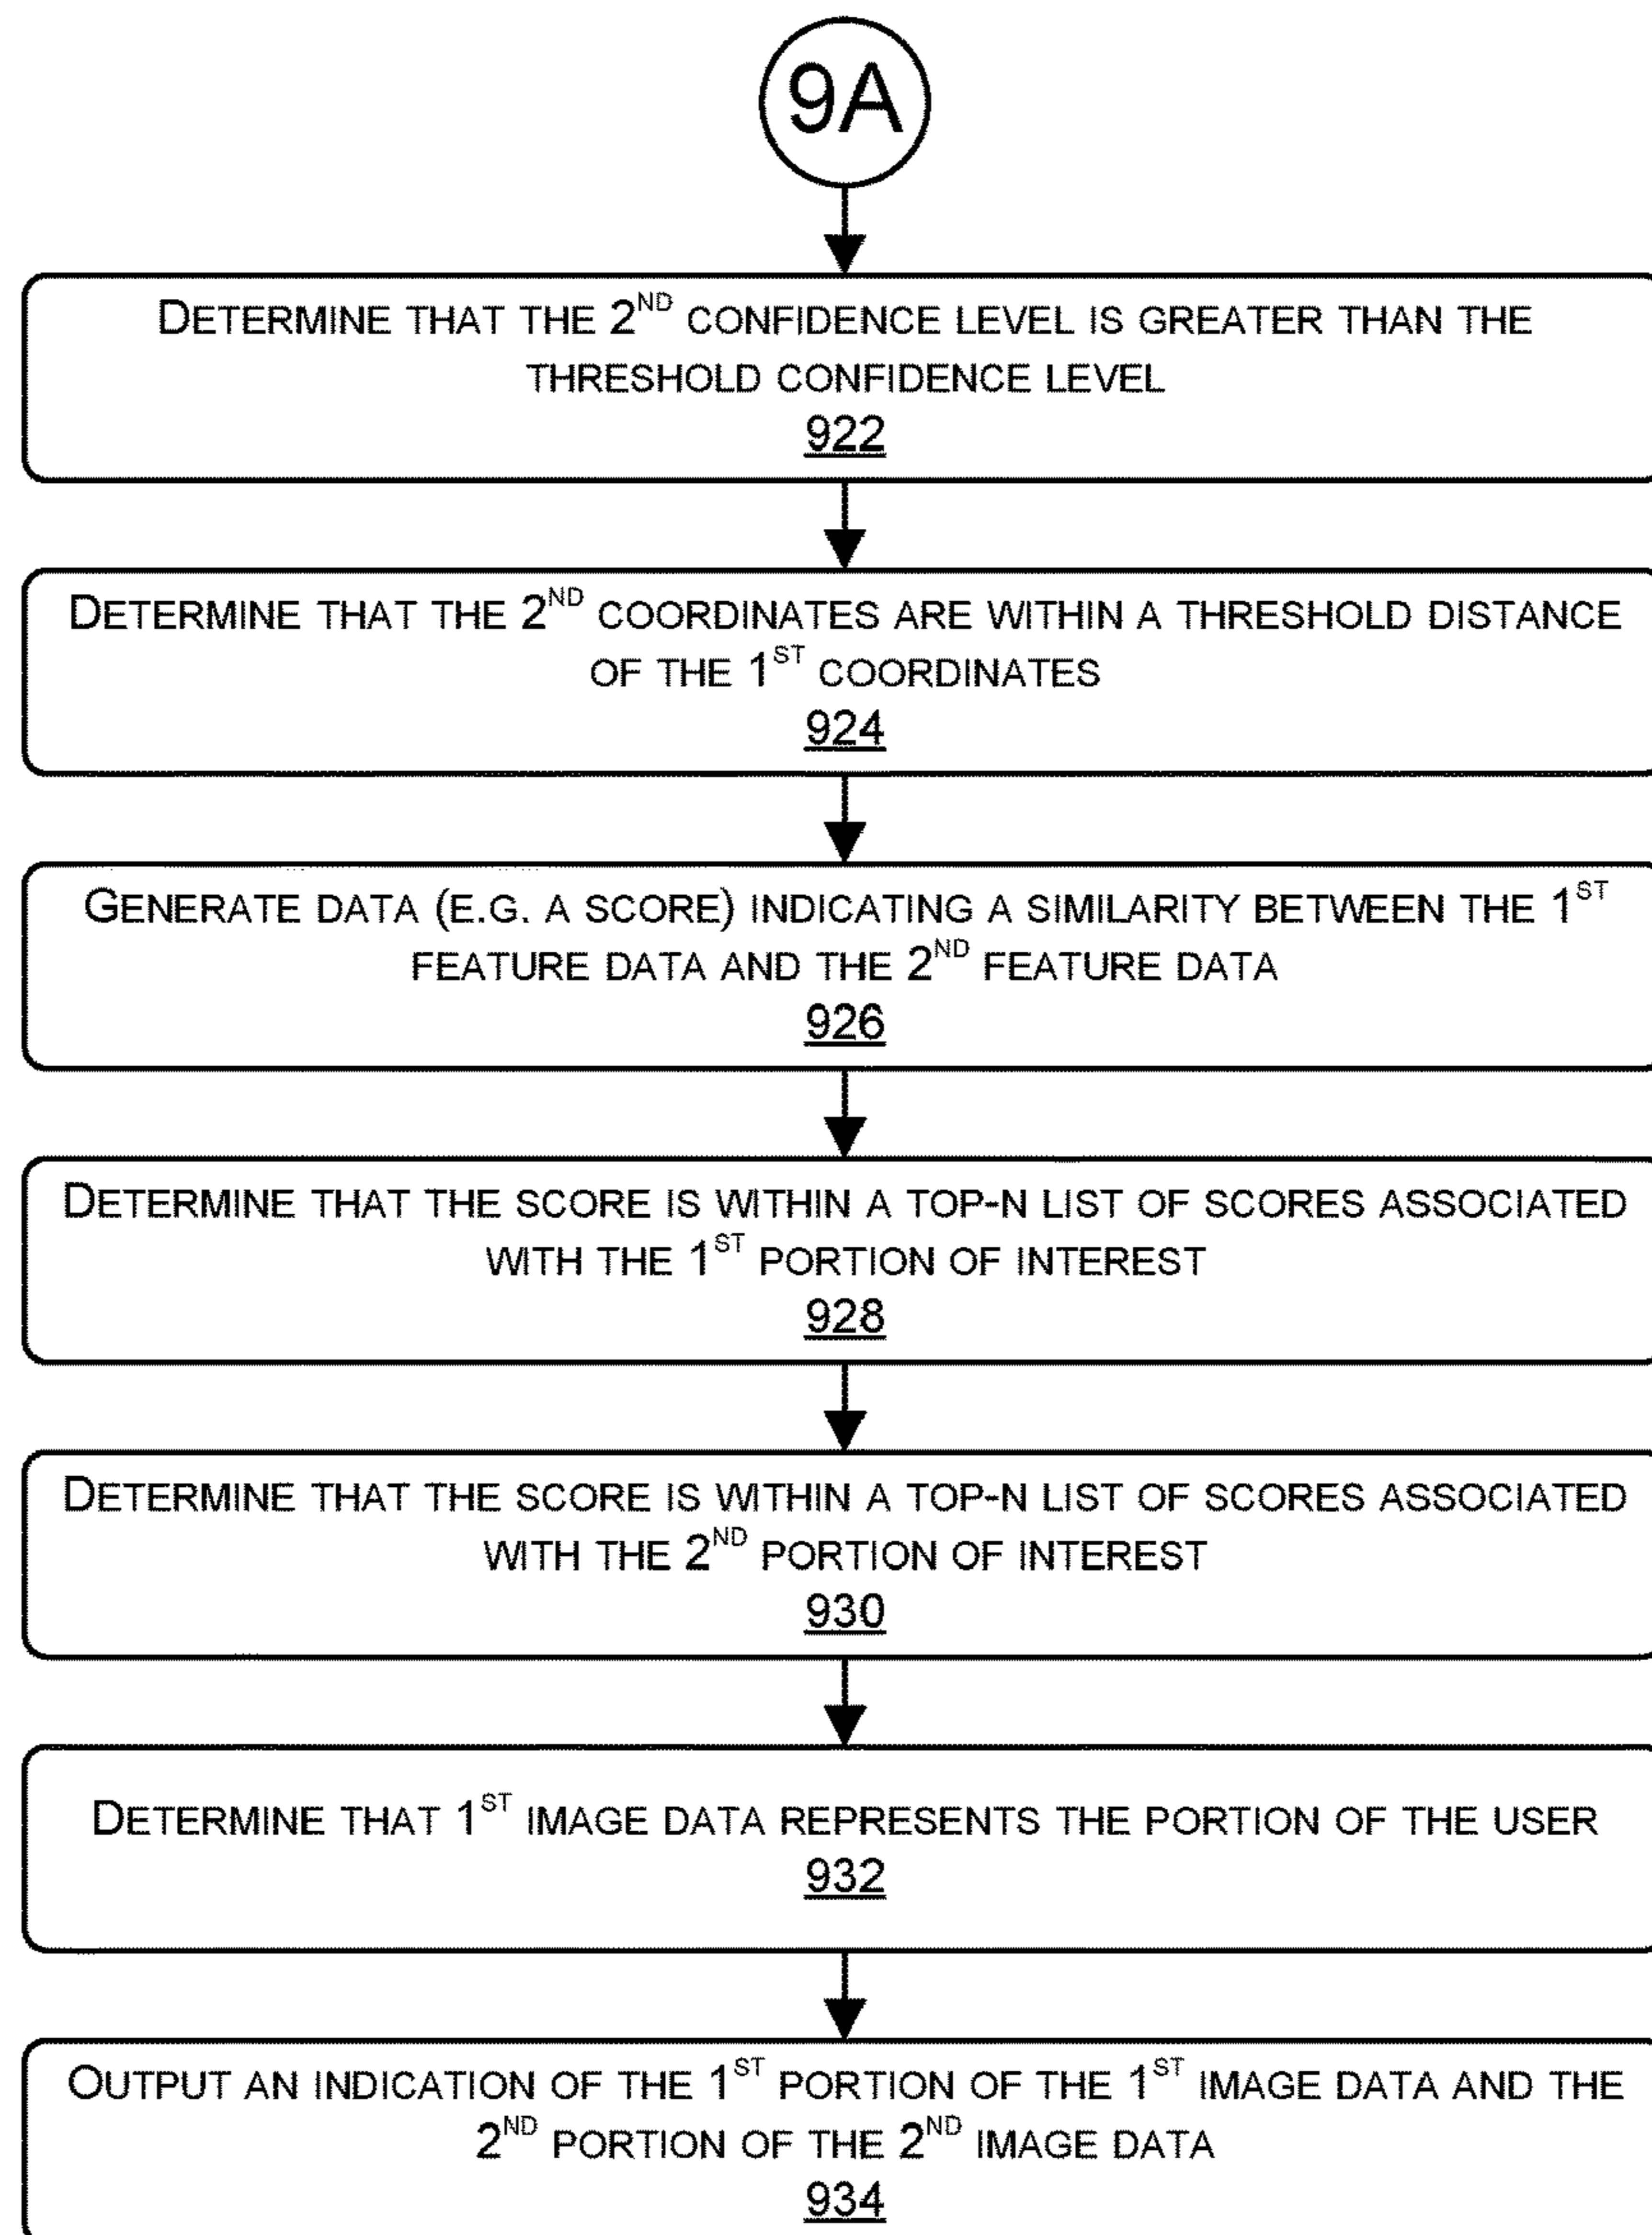 9A
DETERMINE THAT THE 2ND CONFIDENCE LEVEL IS GREATER THAN THE
THRESHOLD CONFIDENCE LEVEL
922
DETERMINE THAT THE 2ND COORDINATES ARE WITHIN A THRESHOLD DISTANCE
OF THE 1ST COORDINATES
924
GENERATE DATA (E.G. A SCORE) INDICATING A SIMILARITY BETWEEN THE 1ST
FEATURE DATA AND THE 2ND FEATURE DATA
926
DETERMINE THAT THE SCORE IS WITHIN A TOP-N LIST OF SCORES ASSOCIATED
WITH THE 1ST PORTION OF INTEREST
928
DETERMINE THAT THE SCORE IS WITHIN A TOP-N LIST OF SCORES ASSOCIATED
WITH THE 2ND PORTION OF INTEREST
930
DETERMINE THAT 1ST IMAGE DATA REPRESENTS THE PORTION OF THE USER
932
OUTPUT AN INDICATION OF THE 1ST PORTION OF THE 1ST IMAGE DATA AND THE
2ND PORTION OF THE 2ND IMAGE DATA
934